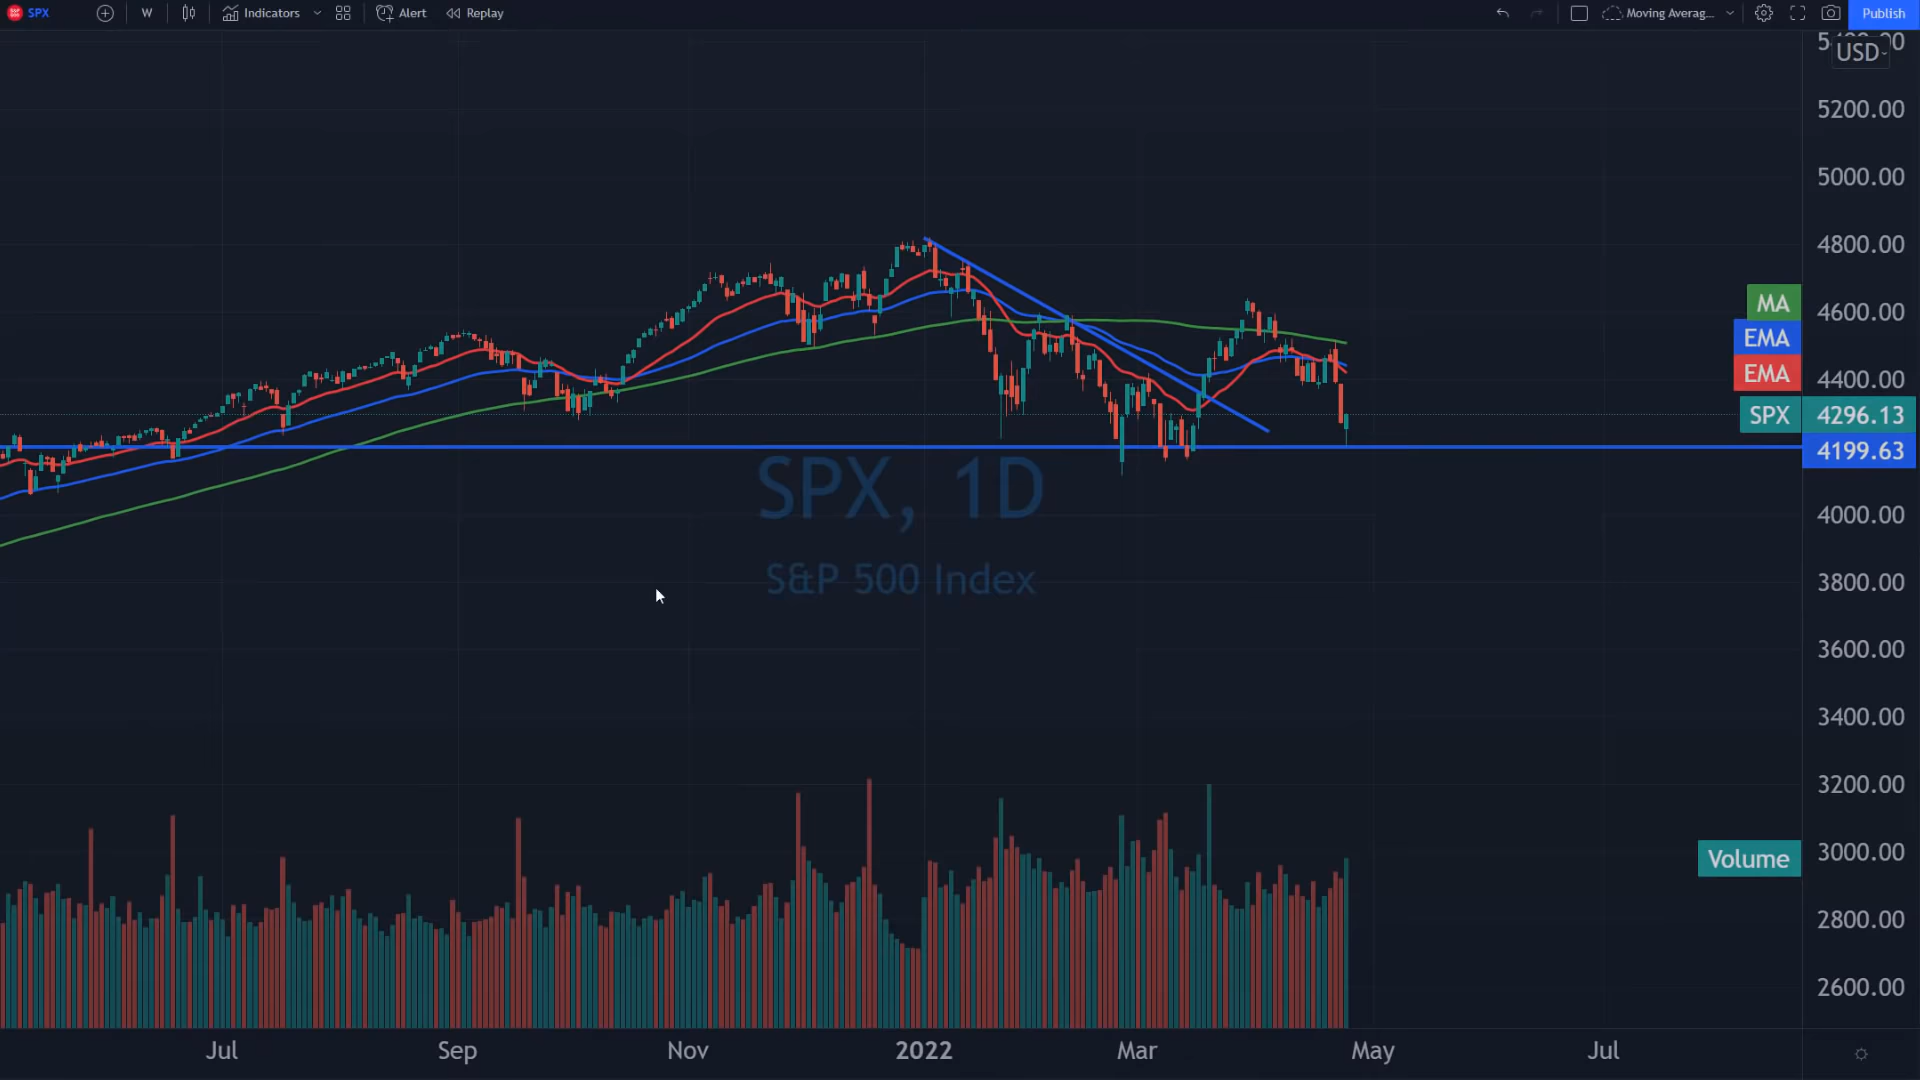 SPX W Indicators Alert Replay Moving Averag... Publish
USD
5200.00
5000.00
4800.00
MA
4600.00
EMA
EMA
4400.00
SPX 4296.13
4199.63
SPX, 1D
4000.00
S&P 500 Index
3800.00
3600.00
3400.00
3200.00
Volume
3000.00
2800.00
2600.00
Jul Sep Nov 2022 Mar May Jul